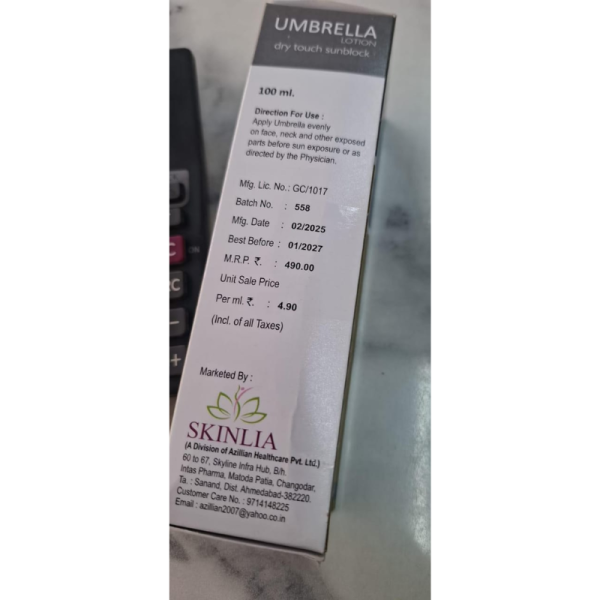 UMBRELLA
LOTION
dry touch sunblock
100 ml.
Direction For Use :
Apply Umbrella evenly
on face, neck and other exposed
parts before sun exposure or as
directed by the Physician.
Mfg. Lic. No.: GC/1017
Batch No. : 558
Mfg. Date : 02/2025
Best Before : 01/2027
M.R.P. ₹. : 490.00
Unit Sale Price
Per ml. ₹. : 4.90
(Incl. of all Taxes)
Marketed By :
SKINLIA
(A Division of Azillian Healthcare Pvt. Ltd.)
60 to 67, Skyline Infra Hub, B/h.
Intas Pharma, Matoda Patia, Changodar,
Ta. : Sanand, Dist. Ahmedabad-382220.
Customer Care No. : 9714148225
Email : azillian2007@yahoo.co.in
C
ON
RC
−
+